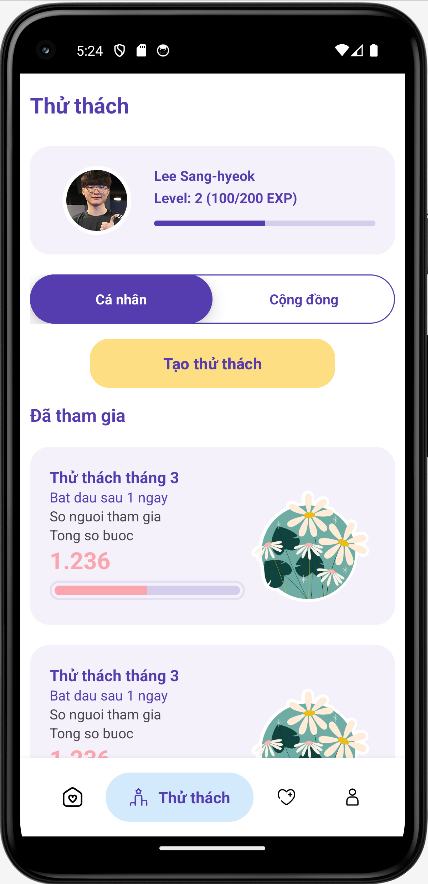 5:24
Thử thách
Lee Sang-hyeok
Level: 2 (100/200 EXP)
Cá nhân
Cộng đồng
Tạo thử thách
Đã tham gia
Thử thách tháng 3
Bat dau sau 1 ngay
So nguoi tham gia
Tong so buoc
1.236
Thử thách tháng 3
Bat dau sau 1 ngay
So nguoi tham gia
Tong so buoc
1.236
Thử thách